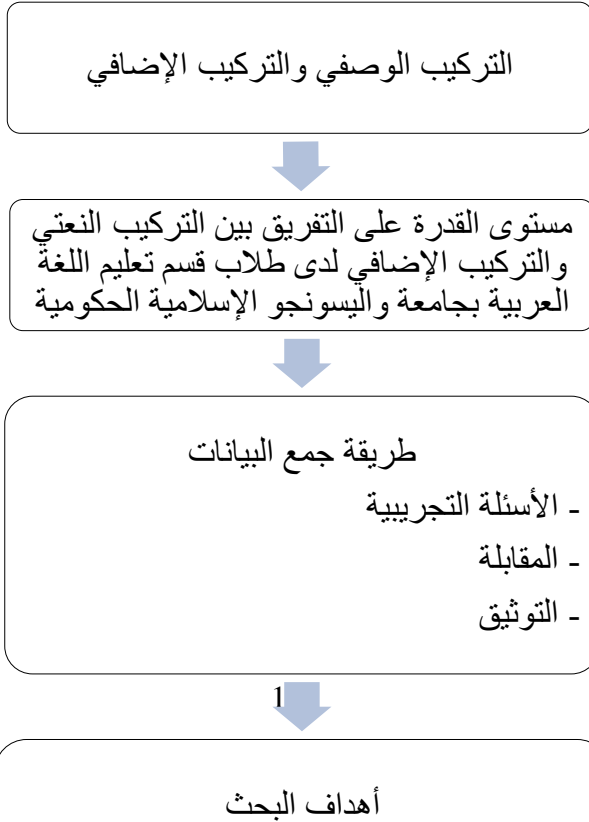 التركيب الوصفي والتركيب الإضافي
مستوى القدرة على التفريق بين التركيب النعتي
والتركيب الإضافي لدى طلاب قسم تعليم اللغة
العربية بجامعة واليسونجو الإسلامية الحكومية
طريقة جمع البيانات
- الأسئلة التجريبية
- المقابلة
- التوثيق
1
أهداف البحث